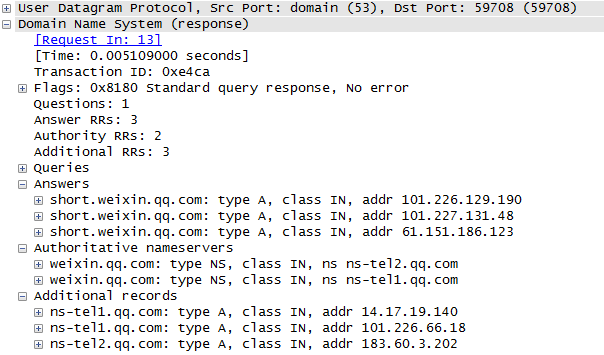 User Datagram Protocol, Src Port: domain (53), Dst Port: 59708 (59708)
Domain Name System (response)
[Request In: 13]
[Time: 0.005109000 seconds]
Transaction ID: 0xe4ca
Flags: 0x8180 Standard query response, No error
Questions: 1
Answer RRs: 3
Authority RRs: 2
Additional RRs: 3
Queries
Answers
short.weixin.qq.com: type A, class IN, addr 101.226.129.190
short.weixin.qq.com: type A, class IN, addr 101.227.131.48
short.weixin.qq.com: type A, class IN, addr 61.151.186.123
Authoritative nameservers
weixin.qq.com: type NS, class IN, ns ns-tel2.qq.com
weixin.qq.com: type NS, class IN, ns ns-tel1.qq.com
Additional records
ns-tel1.qq.com: type A, class IN, addr 14.17.19.140
ns-tel1.qq.com: type A, class IN, addr 101.226.66.18
ns-tel2.qq.com: type A, class IN, addr 183.60.3.202